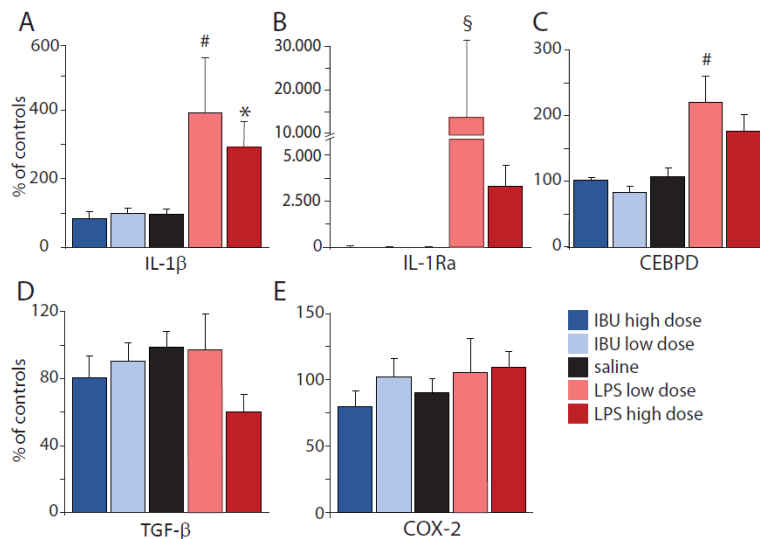 A
% of controls
600
400
200
0
#
*
IL-1β
B
30.000
10.000
5.000
2.500
0
§
IL-1Ra
C
300
200
100
0
#
CEBPD
D
% of controls
120
80
40
0
TGF-β
E
150
100
50
0
COX-2
IBU high dose
IBU low dose
saline
LPS low dose
LPS high dose